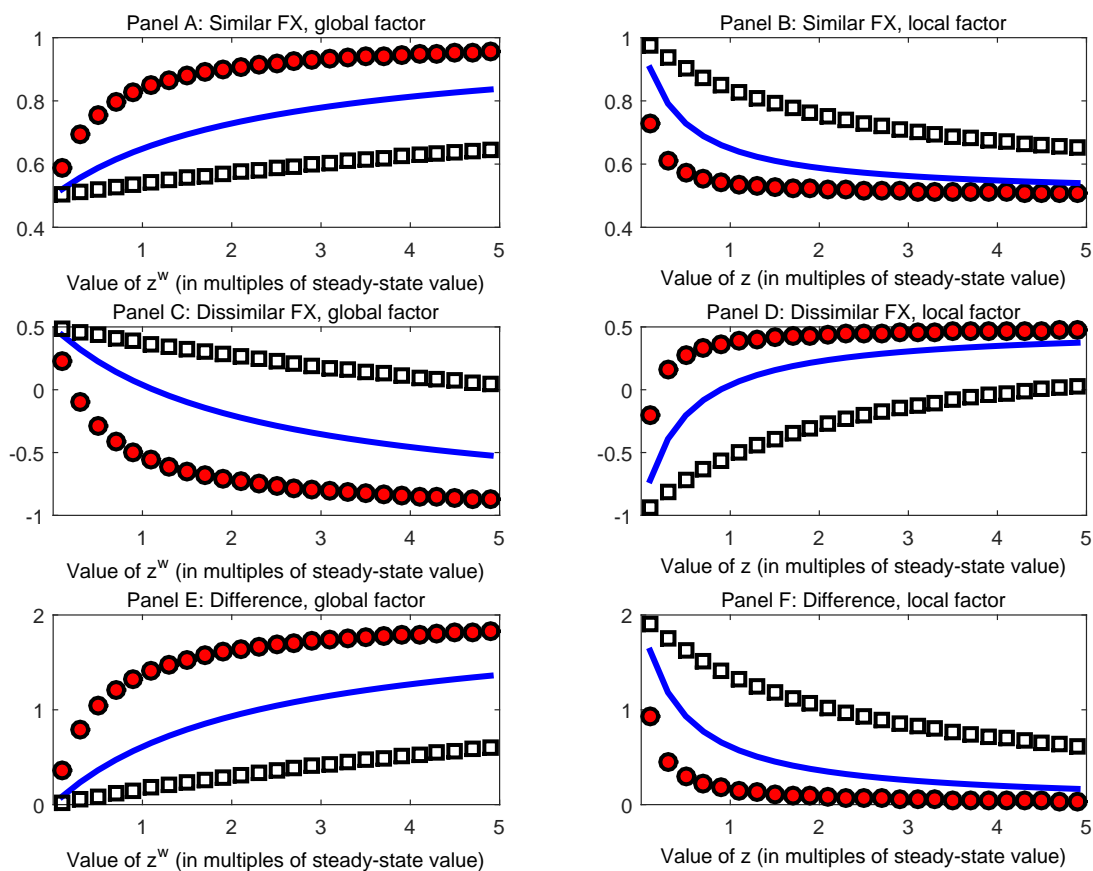 Panel A: Similar FX, global factor
1
0.8
0.6
0.4
1 2 3 4 5
Value of z^w (in multiples of steady-state value)
Panel B: Similar FX, local factor
1
0.8
0.6
0.4
1 2 3 4 5
Value of z (in multiples of steady-state value)
Panel C: Dissimilar FX, global factor
0.5
0
-0.5
-1
1 2 3 4 5
Value of z^w (in multiples of steady-state value)
Panel D: Dissimilar FX, local factor
0.5
0
-0.5
-1
1 2 3 4 5
Value of z (in multiples of steady-state value)
Panel E: Difference, global factor
2
1
0
1 2 3 4 5
Value of z^w (in multiples of steady-state value)
Panel F: Difference, local factor
2
1
0
1 2 3 4 5
Value of z (in multiples of steady-state value)